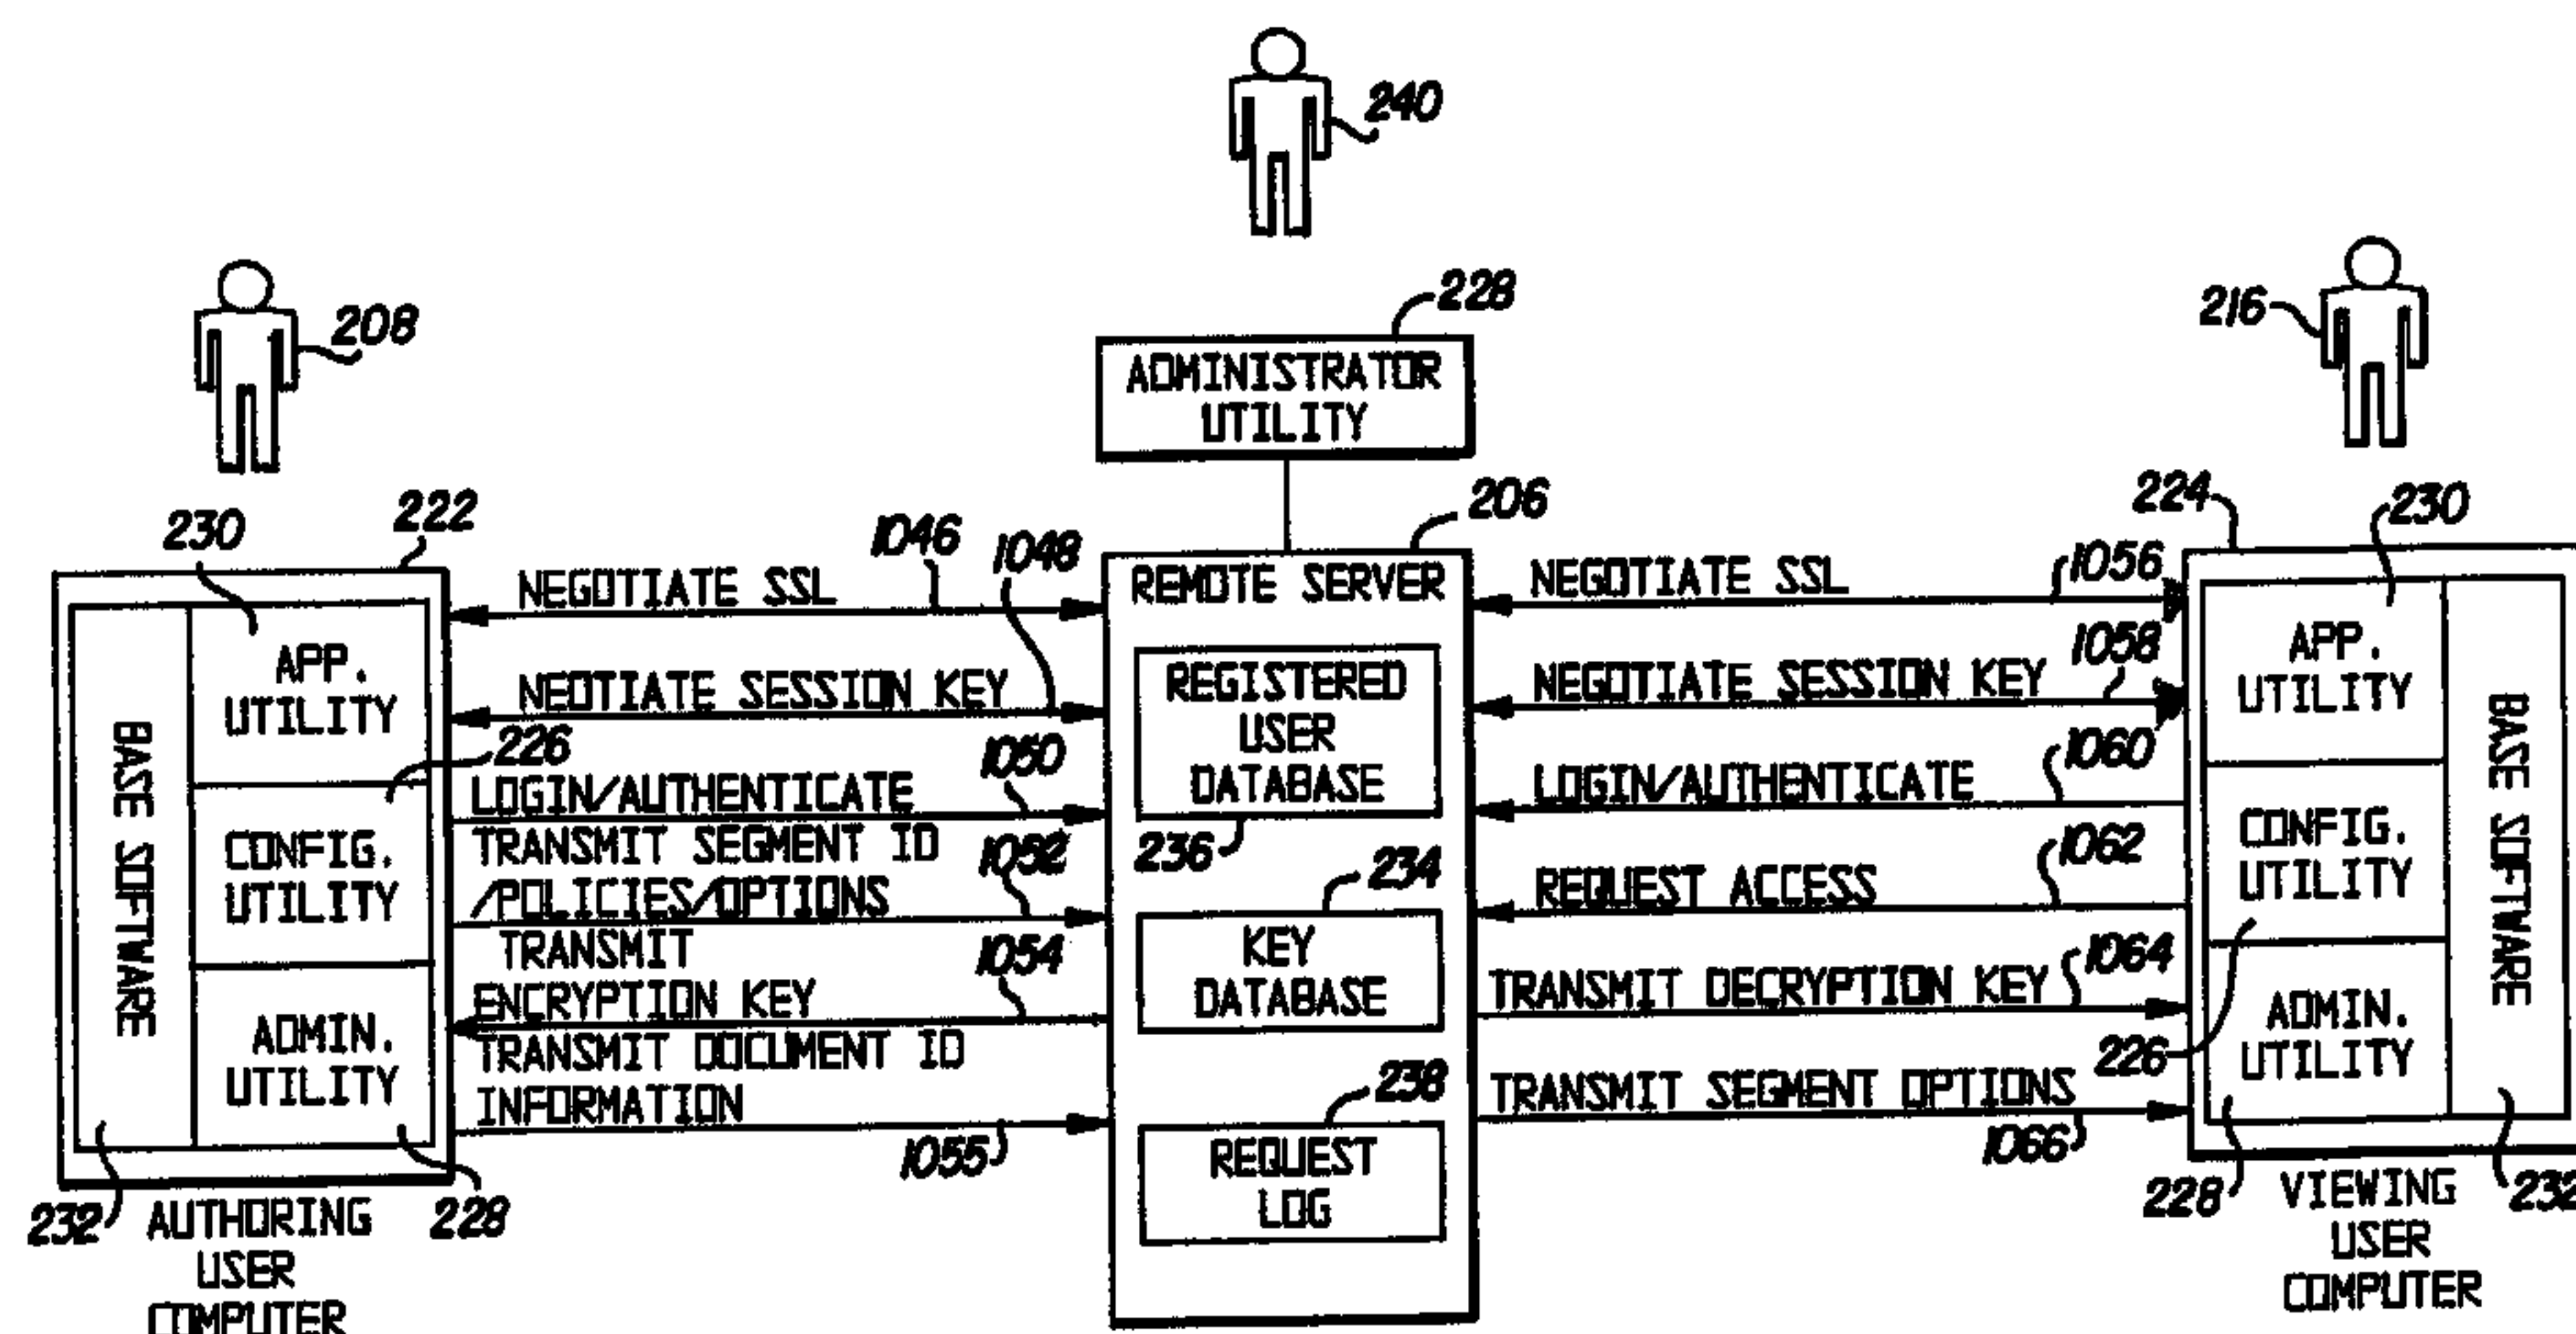 240
208
228
216
ADMINISTRATOR
UTILITY
230
222
1046
1048
206
224
230
NEGOTIATE SSL
REMOTE SERVER
NEGOTIATE SSL
1056
BASE SOFTWARE
APP.
UTILITY
NEOTIATE SESSION KEY
226
REGISTERED
USER
DATABASE
236
NEGOTIATE SESSION KEY
1058
APP.
UTILITY
BASE SOFTWARE
LOGIN/AUTHENTICATE
1050
LOGIN/AUTHENTICATE
1060
CONFIG.
UTILITY
TRANSMIT SEGMENT ID
/POLICIES/OPTIONS
1052
234
KEY
DATABASE
REQUEST ACCESS
1062
CONFIG.
UTILITY
TRANSMIT
ENCRYPTION KEY
1054
TRANSMIT DECRYPTION KEY
1064
ADMIN.
UTILITY
TRANSMIT DOCUMENT ID
INFORMATION
1055
238
REQUEST
LOG
TRANSMIT SEGMENT OPTIONS
1066
226
ADMIN.
UTILITY
232
AUTHORING
USER
COMPUTER
228
228
VIEWING
USER
COMPUTER
232